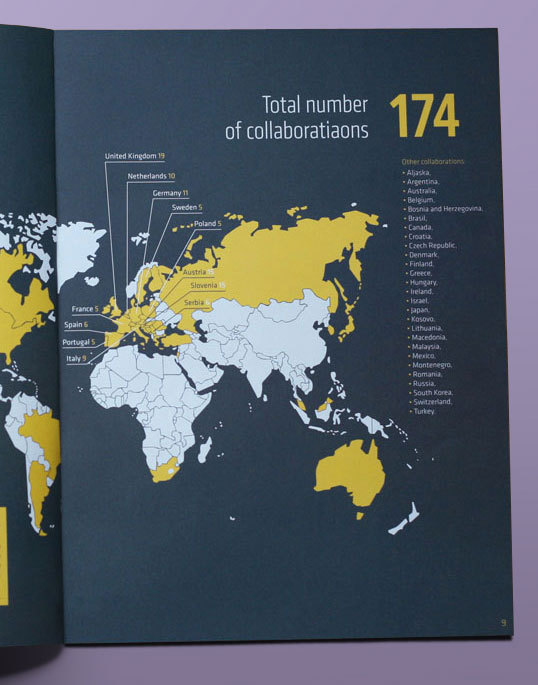 Total number
of collaboratiaons
174
Other collaborations:
• Aljaska,
• Argentina,
• Australia,
• Belgium,
• Bosnia and Herzegovina,
• Brasil,
• Canada,
• Croatia,
• Czech Republic,
• Denmark,
• Finland,
• Greece,
• Hungary,
• Ireland,
• Israel,
• Japan,
• Kosovo,
• Lithuania,
• Macedonia,
• Malaysia,
• Mexico,
• Montenegro,
• Romania,
• Russia,
• South Korea,
• Switzerland,
• Turkey,
United Kingdom 19
Netherlands 10
Germany 11
Sweden 5
Poland 5
Austria
Slovenia
Serbia
France 5
Spain 6
Portugal 5
Italy 9
9